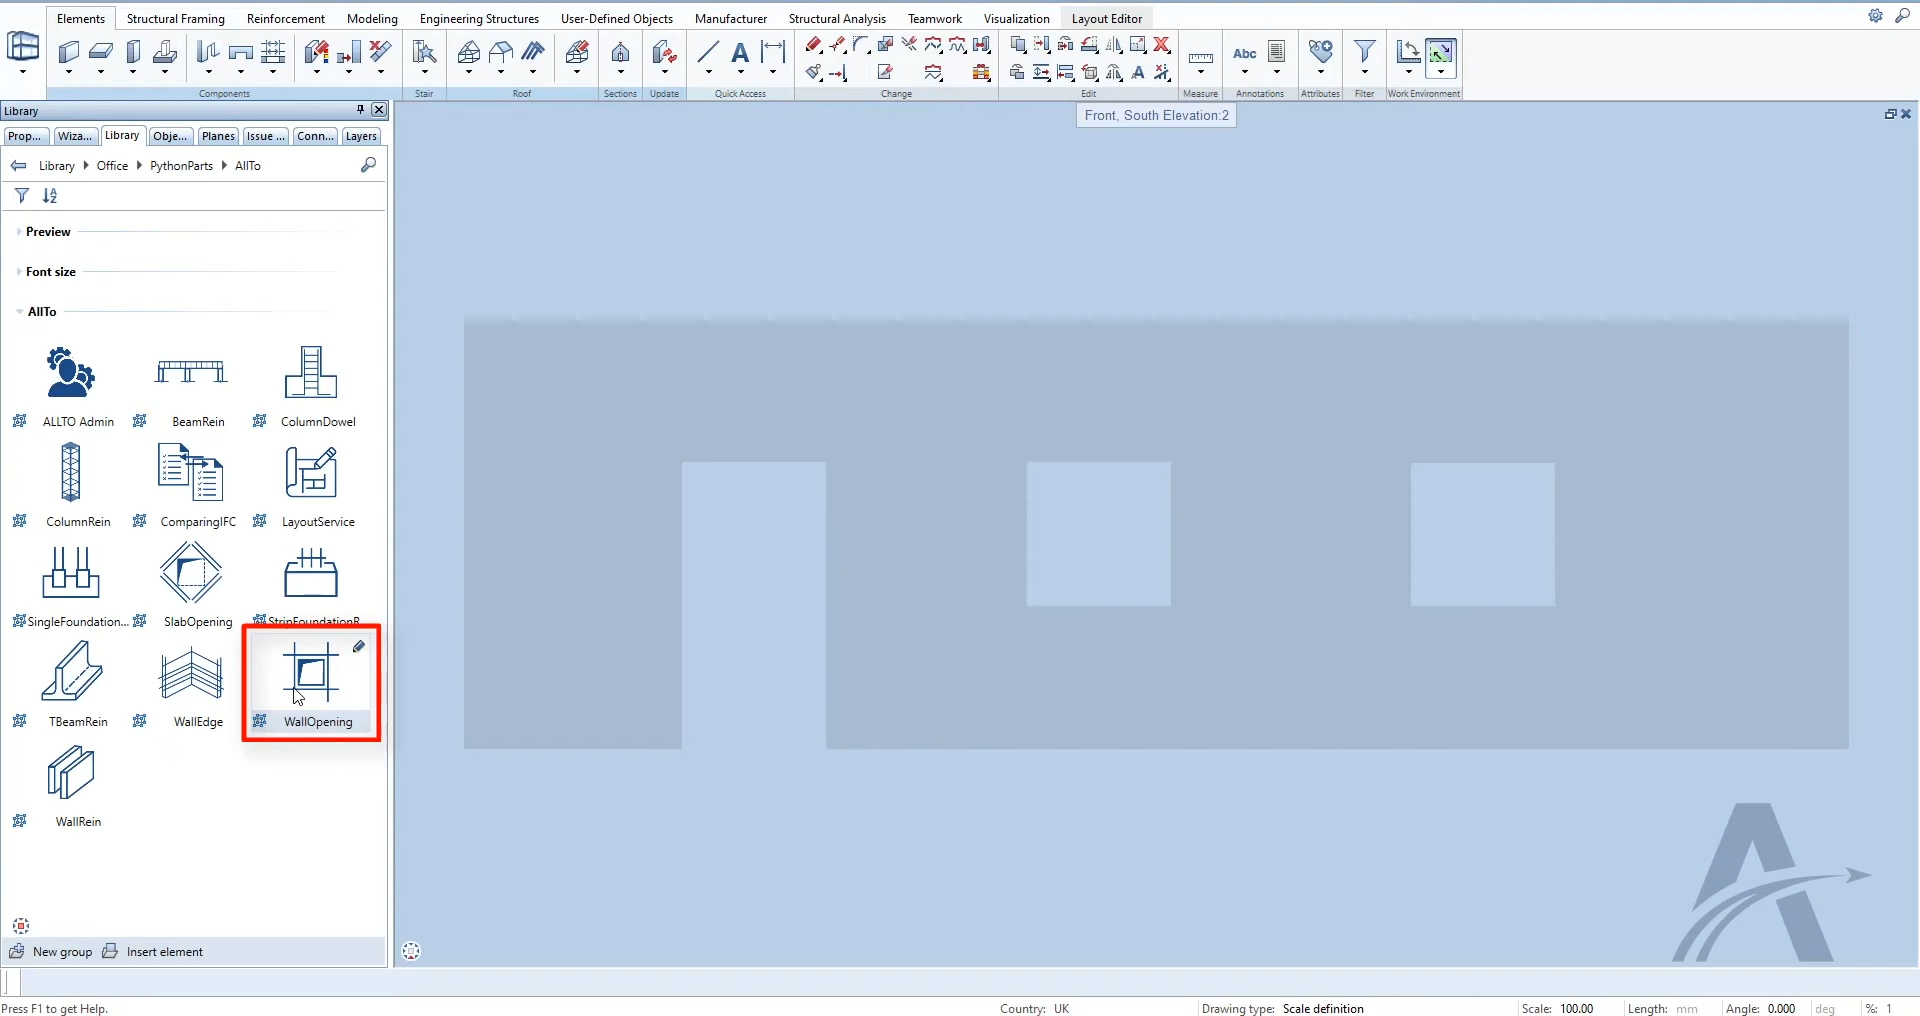 Elements Structural Framing Reinforcement Modeling Engineering Structures User-Defined Objects Manufacturer Structural Analysis Teamwork Visualization Layout Editor
Abc
Components Stair Roof Sections Update Quick Access Change Edit Measure Annotations Attributes Filter Work Environment
Library
Front, South Elevation:2
Prop... Wiza... Library Obje... Planes Issue ... Conn... Layers
Library Office PythonParts AllTo
Preview
Font size
AllTo
ALLTO Admin BeamRein ColumnDowel
ColumnRein ComparingIFC LayoutService
SingleFoundation... SlabOpening StripFoundationR
TBeamRein WallEdge WallOpening
WallRein
New group Insert element
Press F1 to get Help. Country: UK Drawing type: Scale definition Scale: 100.00 Length: mm Angle: 0.000 deg %: 1